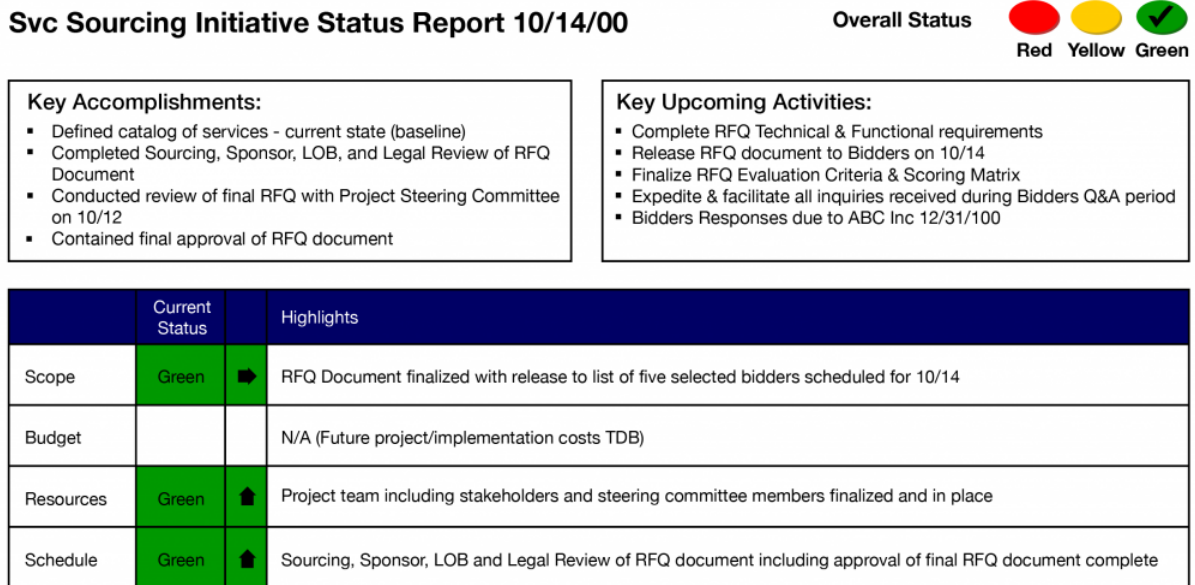 Svc Sourcing Initiative Status Report 10/14/00
Overall Status
Red Yellow Green
Key Accomplishments:
▪ Defined catalog of services - current state (baseline)
▪ Completed Sourcing, Sponsor, LOB, and Legal Review of RFQ
Document
▪ Conducted review of final RFQ with Project Steering Committee
on 10/12
▪ Contained final approval of RFQ document
Key Upcoming Activities:
▪ Complete RFQ Technical & Functional requirements
▪ Release RFQ document to Bidders on 10/14
▪ Finalize RFQ Evaluation Criteria & Scoring Matrix
▪ Expedite & facilitate all inquiries received during Bidders Q&A period
▪ Bidders Responses due to ABC Inc 12/31/100
Current
Status
Highlights
Scope Green RFQ Document finalized with release to list of five selected bidders scheduled for 10/14
Budget N/A (Future project/implementation costs TDB)
Resources Green Project team including stakeholders and steering committee members finalized and in place
Schedule Green Sourcing, Sponsor, LOB and Legal Review of RFQ document including approval of final RFQ document complete